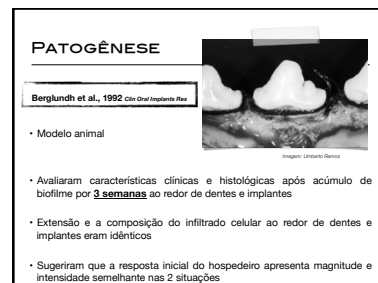 PATOGÊNESE
Berglundh et al., 1992 Clin Oral Implants Res
• Modelo animal
Imagem: Umberto Ramos
• Avaliaram características clínicas e histológicas após acúmulo de
biofilme por 3 semanas ao redor de dentes e implantes
• Extensão e a composição do infiltrado celular ao redor de dentes e
implantes eram idênticos
• Sugeriram que a resposta inicial do hospedeiro apresenta magnitude e
intensidade semelhante nas 2 situações